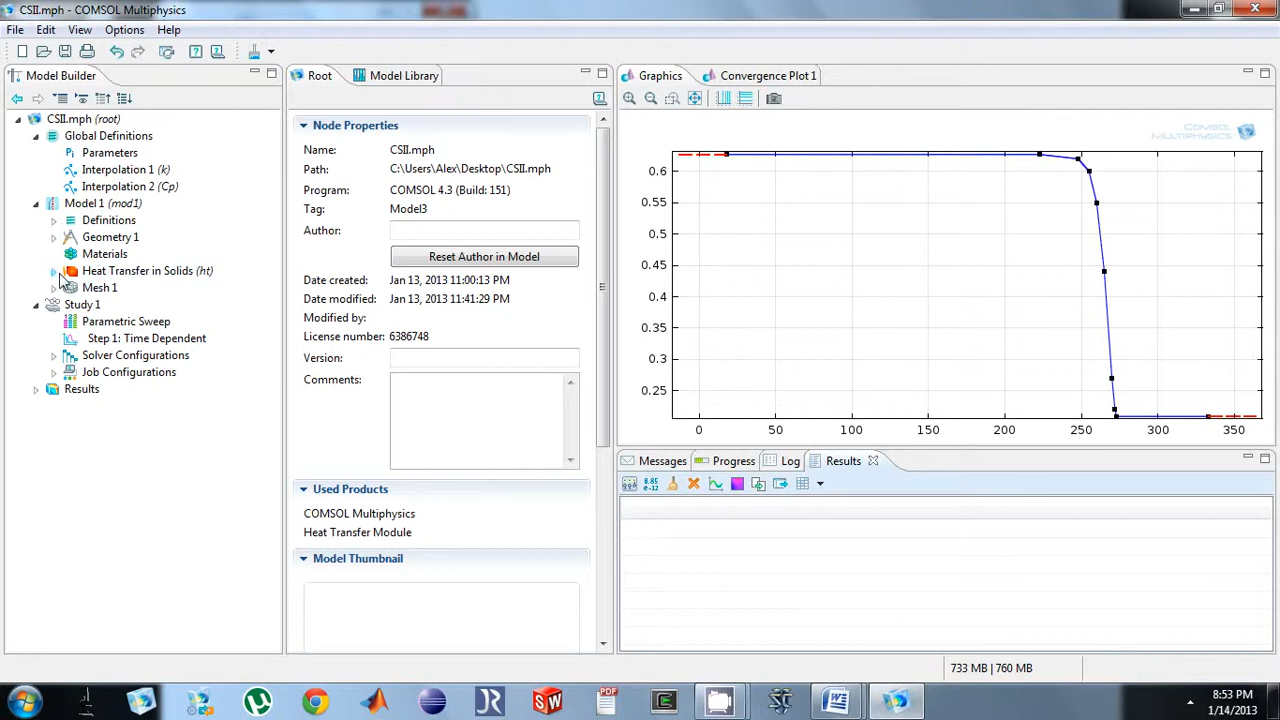 CSII.mph - COMSOL Multiphysics
File Edit View Options Help
Model Builder
CSII.mph (root)
Global Definitions
Pi Parameters
Interpolation 1 (k)
Interpolation 2 (Cp)
Model 1 (mod1)
Definitions
Geometry 1
Materials
Heat Transfer in Solids (ht)
Mesh 1
Study 1
Parametric Sweep
Step 1: Time Dependent
Solver Configurations
Job Configurations
Results
Root Model Library
Node Properties
Name: CSII.mph
Path: C:\Users\Alex\Desktop\CSII.mph
Program: COMSOL 4.3 (Build: 151)
Tag: Model3
Author:
Reset Author in Model
Date created: Jan 13, 2013 11:00:13 PM
Date modified: Jan 13, 2013 11:41:29 PM
Modified by:
License number: 6386748
Version:
Comments:
Used Products
COMSOL Multiphysics
Heat Transfer Module
Model Thumbnail
Graphics Convergence Plot 1
COMSOL
MULTIPHYSICS
0.6
0.55
0.5
0.45
0.4
0.35
0.3
0.25
0 50 100 150 200 250 300 350
Messages Progress Log Results
8.85
e-12
733 MB | 760 MB
PDF
8:53 PM
1/14/2013